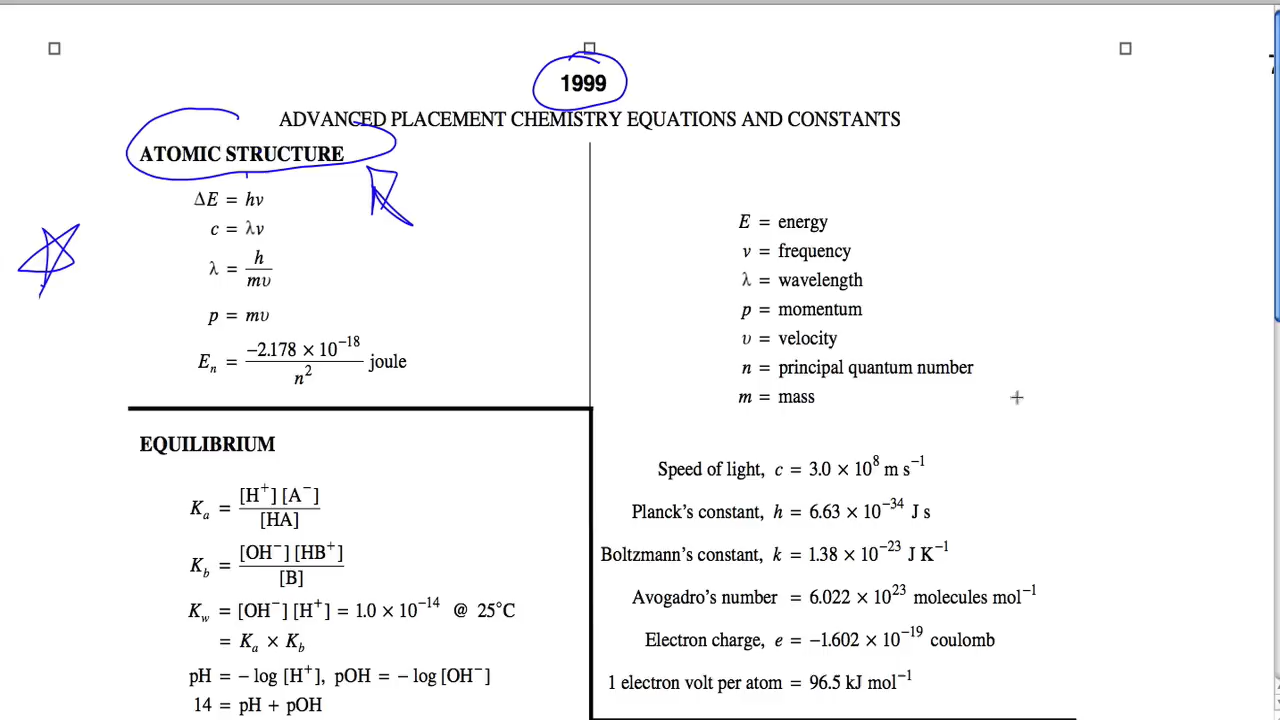 1999
ADVANCED PLACEMENT CHEMISTRY EQUATIONS AND CONSTANTS
ATOMIC STRUCTURE
ΔE = hν
c = λν
λ = h / mυ
p = mυ
Eₙ = −2.178 × 10⁻¹⁸ / n² joule
E = energy
ν = frequency
λ = wavelength
p = momentum
υ = velocity
n = principal quantum number
m = mass
EQUILIBRIUM
Kₐ = [H⁺] [A⁻] / [HA]
K_b = [OH⁻] [HB⁺] / [B]
K_w = [OH⁻] [H⁺] = 1.0 × 10⁻¹⁴ @ 25°C
= Kₐ × K_b
pH = − log [H⁺], pOH = − log [OH⁻]
14 = pH + pOH
Speed of light, c = 3.0 × 10⁸ m s⁻¹
Planck's constant, h = 6.63 × 10⁻³⁴ J s
Boltzmann's constant, k = 1.38 × 10⁻²³ J K⁻¹
Avogadro's number = 6.022 × 10²³ molecules mol⁻¹
Electron charge, e = −1.602 × 10⁻¹⁹ coulomb
1 electron volt per atom = 96.5 kJ mol⁻¹